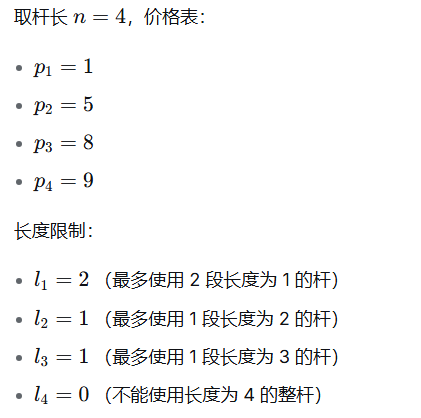 取杆长 n = 4，价格表：
• p₁ = 1
• p₂ = 5
• p₃ = 8
• p₄ = 9
长度限制：
• l₁ = 2 （最多使用 2 段长度为 1 的杆）
• l₂ = 1 （最多使用 1 段长度为 2 的杆）
• l₃ = 1 （最多使用 1 段长度为 3 的杆）
• l₄ = 0 （不能使用长度为 4 的整杆）